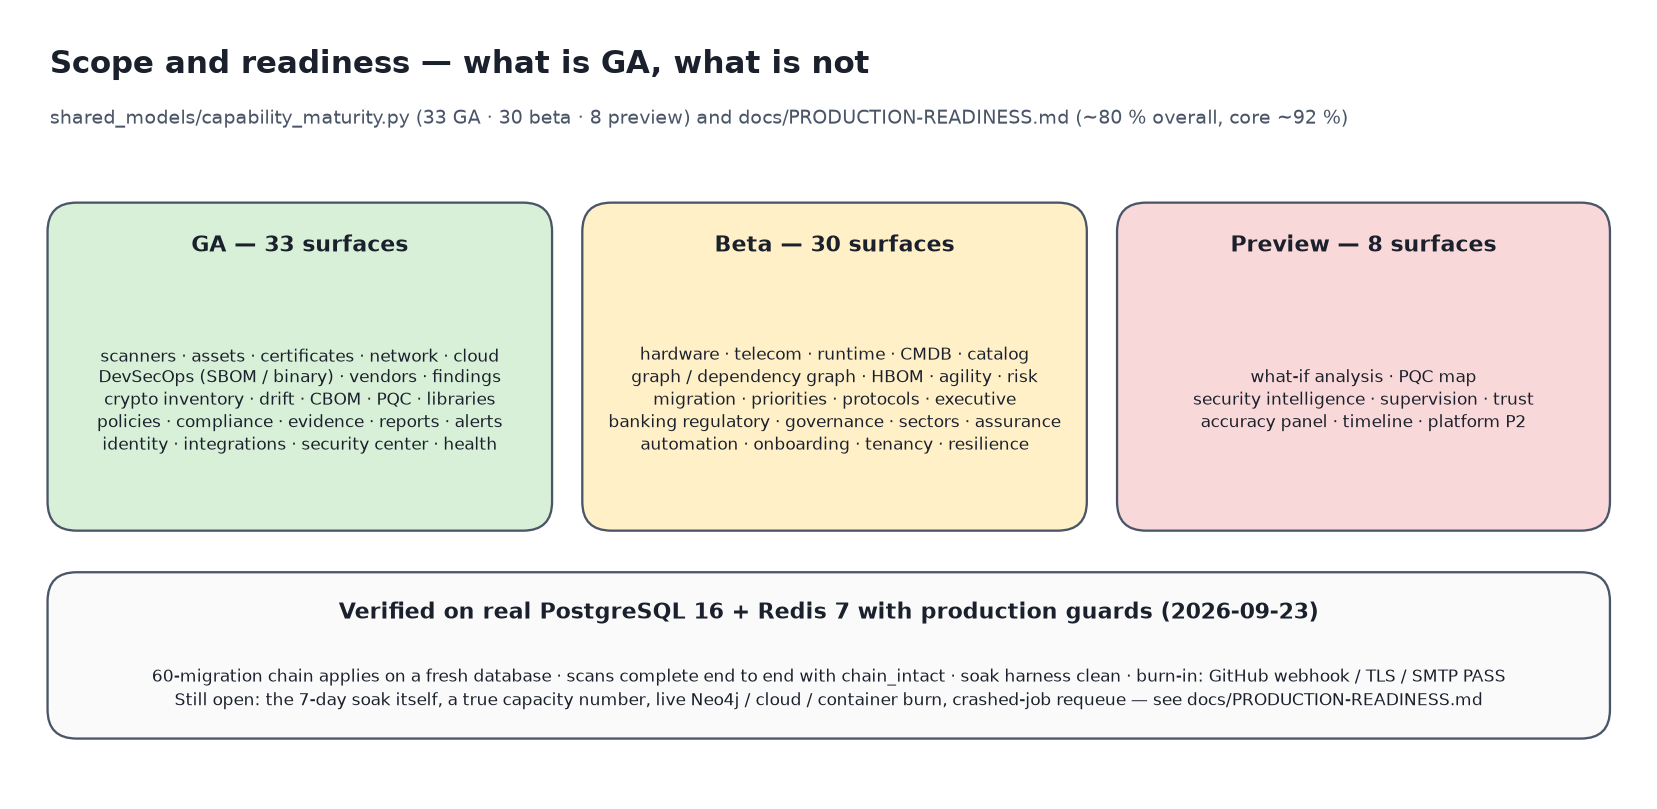 Scope and readiness — what is GA, what is not
shared_models/capability_maturity.py (33 GA · 30 beta · 8 preview) and docs/PRODUCTION-READINESS.md (~80 % overall, core ~92 %)
GA — 33 surfaces
scanners · assets · certificates · network · cloud
DevSecOps (SBOM / binary) · vendors · findings
crypto inventory · drift · CBOM · PQC · libraries
policies · compliance · evidence · reports · alerts
identity · integrations · security center · health
Beta — 30 surfaces
hardware · telecom · runtime · CMDB · catalog
graph / dependency graph · HBOM · agility · risk
migration · priorities · protocols · executive
banking regulatory · governance · sectors · assurance
automation · onboarding · tenancy · resilience
Preview — 8 surfaces
what-if analysis · PQC map
security intelligence · supervision · trust
accuracy panel · timeline · platform P2
Verified on real PostgreSQL 16 + Redis 7 with production guards (2026-09-23)
60-migration chain applies on a fresh database · scans complete end to end with chain_intact · soak harness clean · burn-in: GitHub webhook / TLS / SMTP PASS
Still open: the 7-day soak itself, a true capacity number, live Neo4j / cloud / container burn, crashed-job requeue — see docs/PRODUCTION-READINESS.md